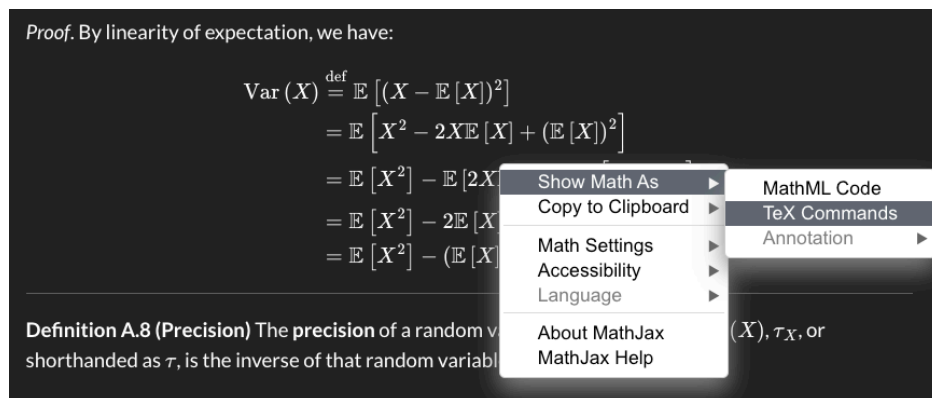 Proof. By linearity of expectation, we have:
Var (X) def= 𝔼 [(X − 𝔼 [X])²]
= 𝔼 [X² − 2X𝔼 [X] + (𝔼 [X])²]
= 𝔼 [X²] − 𝔼 [2X
= 𝔼 [X²] − 2𝔼 [X]
= 𝔼 [X²] − (𝔼 [X]
Show Math As
Copy to Clipboard
Math Settings
Accessibility
Language
About MathJax
MathJax Help
MathML Code
TeX Commands
Annotation
Definition A.8 (Precision) The precision of a random (X), τX, or
shorthanded as τ, is the inverse of that random